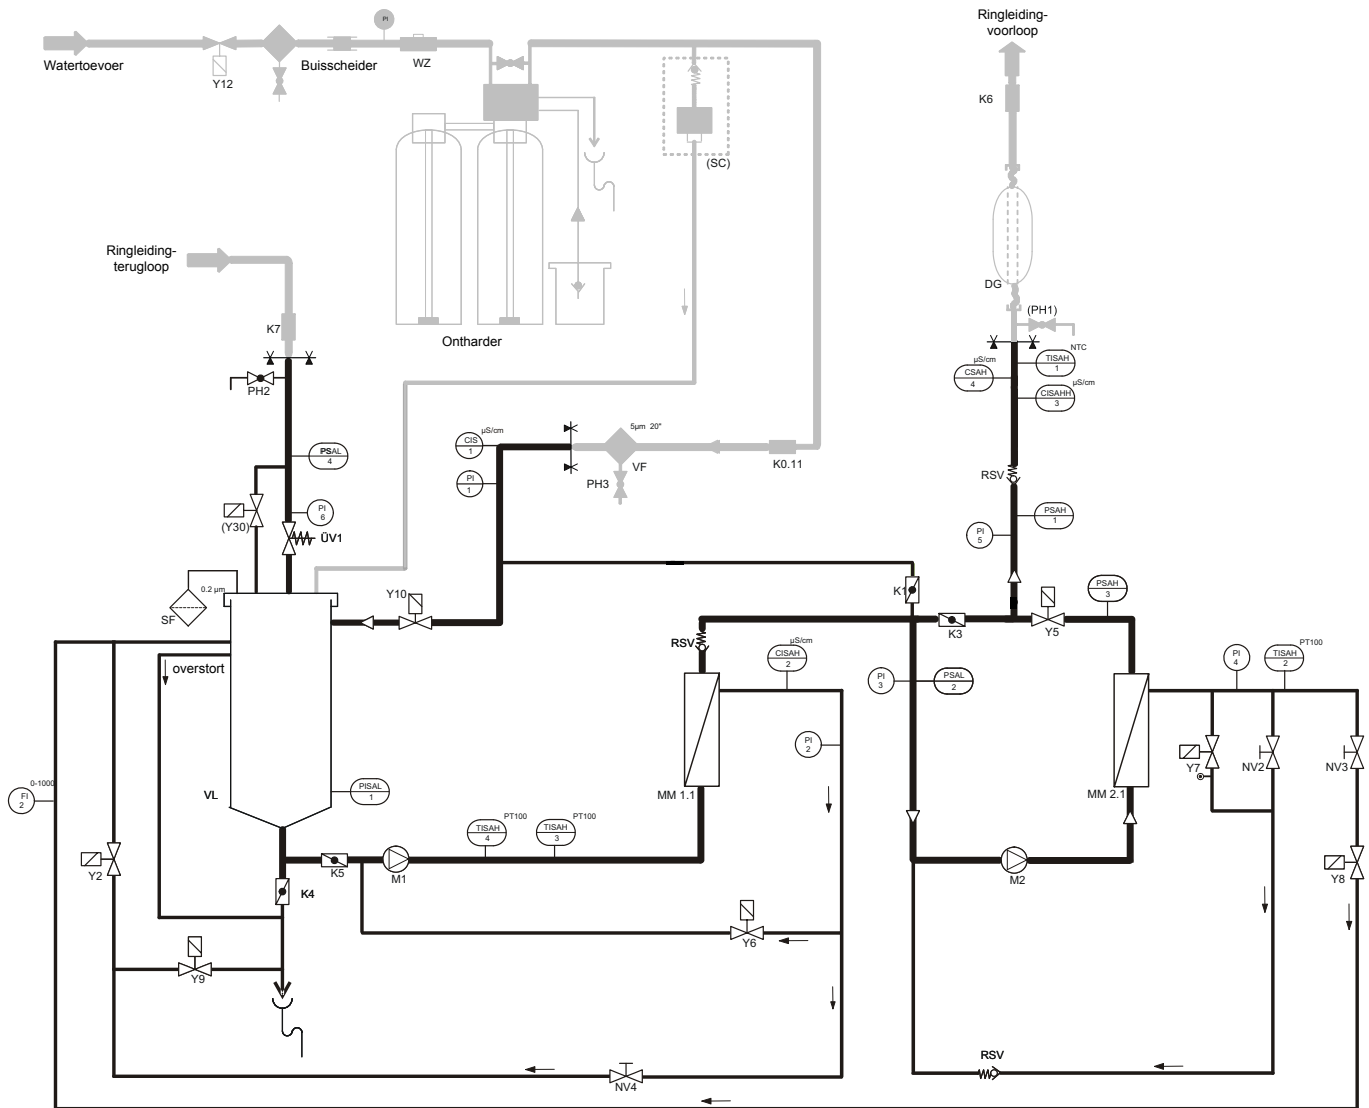 Ringleiding-
voorloop
PI
Watertoevoer
Y12
Buisscheider
WZ
K6
(SC)
Ringleiding-
terugloop
K7
Ontharder
DG
(PH1)
NTC
TISAH
1
µS/cm
CSAH
4
µS/cm
CISAHH
3
PH2
PSAL
4
CIS
1
µS/cm
5µm 20"
VF
K0.11
PI
1
PH3
RSV
(Y30)
PI
6
ÜV1
PSAH
1
PI
5
0.2 µm
SF
Y10
K1
PSAH
3
K3
Y5
RSV
µS/cm
CISAH
2
overstort
PI
3
PSAL
2
PI
4
TISAH
2
PT100
PI
2
Y7
NV2
NV3
0-1000
FI
2
VL
PISAL
1
MM 1.1
MM 2.1
TISAH
4
PT100
TISAH
3
PT100
Y2
K5
M1
M2
Y8
K4
Y6
Y9
RSV
NV4